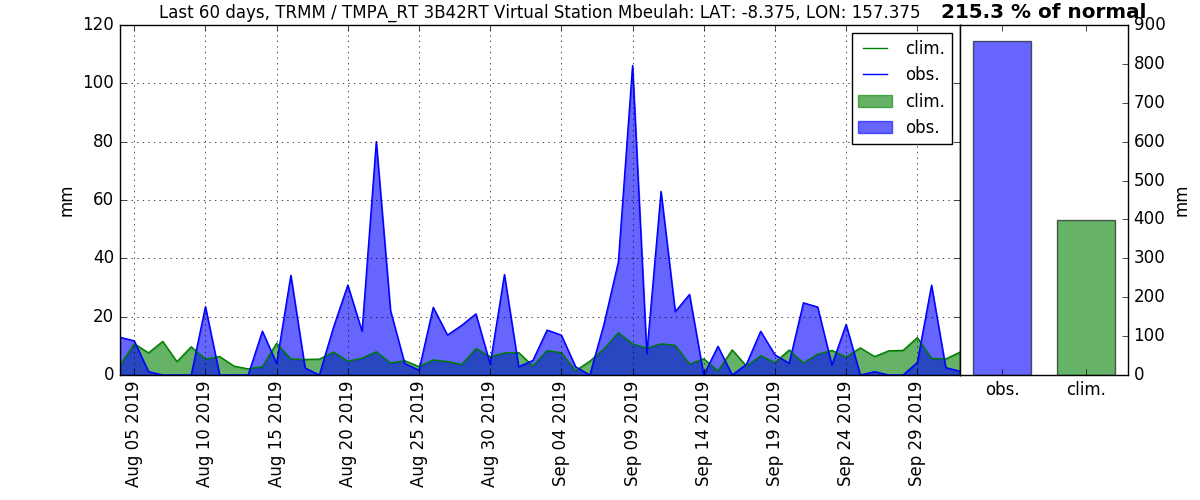 Last 60 days, TRMM / TMPA_RT 3B42RT Virtual Station Mbeulah: LAT: -8.375, LON: 157.375
215.3 % of normal
120
100
80
60
40
20
0
mm
clim.
obs.
clim.
obs.
Aug 05 2019
Aug 10 2019
Aug 15 2019
Aug 20 2019
Aug 25 2019
Aug 30 2019
Sep 04 2019
Sep 09 2019
Sep 14 2019
Sep 19 2019
Sep 24 2019
Sep 29 2019
900
800
700
600
500
400
300
200
100
0
mm
obs.
clim.